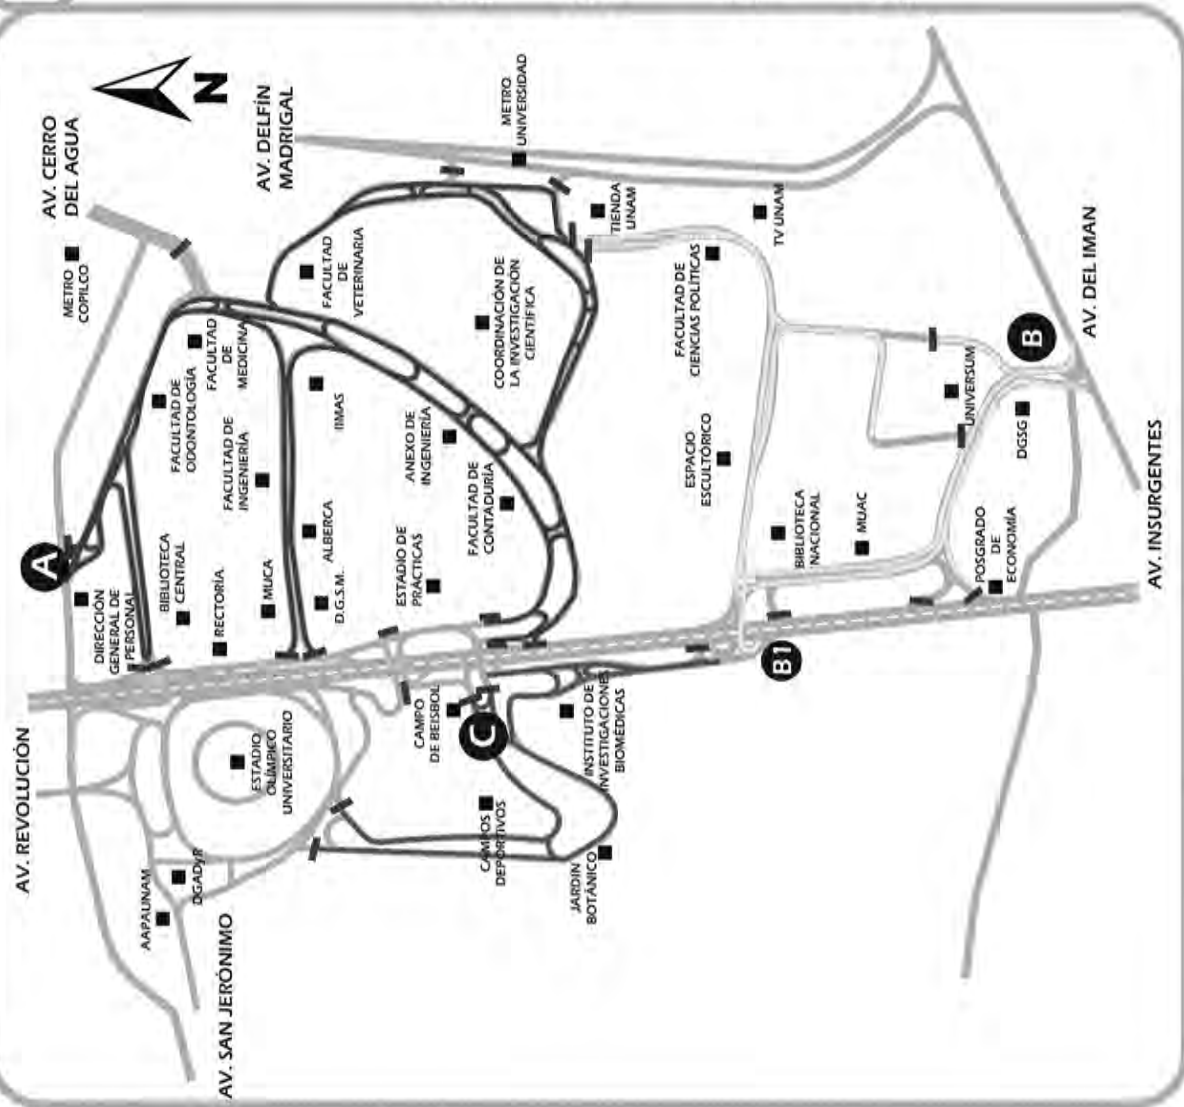 AV. REVOLUCIÓN
AV. CERRO
DEL AGUA
METRO
COPILCO
N
AV. DELFÍN
MADRIGAL
METRO
UNIVERSIDAD
A
DIRECCIÓN
GENERAL DE
PERSONAL
FACULTAD DE
ODONTOLOGÍA
FACULTAD
DE
MEDICINA
FACULTAD
DE
VETERINARIA
BIBLIOTECA
CENTRAL
FACULTAD DE
INGENIERÍA
RECTORÍA
MUCA
IIMAS
ALBERCA
D.G.S.M.
COORDINACIÓN DE
LA INVESTIGACIÓN
CIENTÍFICA
ANEXO DE
INGENIERÍA
FACULTAD DE
CONTADURÍA
ESTADIO DE
PRÁCTICAS
TIENDA
UNAM
TV UNAM
FACULTAD DE
CIENCIAS POLÍTICAS
ESPACIO
ESCULTÓRICO
BIBLIOTECA
NACIONAL
MUAC
UNIVERSUM
B
DGSG
POSGRADO
DE
ECONOMÍA
AV. DEL IMAN
AV. INSURGENTES
B1
ESTADIO
OLÍMPICO
UNIVERSITARIO
CAMPO
DE BEISBOL
C
INSTITUTO DE
INVESTIGACIONES
BIOMÉDICAS
CAMPOS
DEPORTIVOS
JARDIN
BOTÁNICO
AAPAUNAM
DGADyR
AV. SAN JERÓNIMO